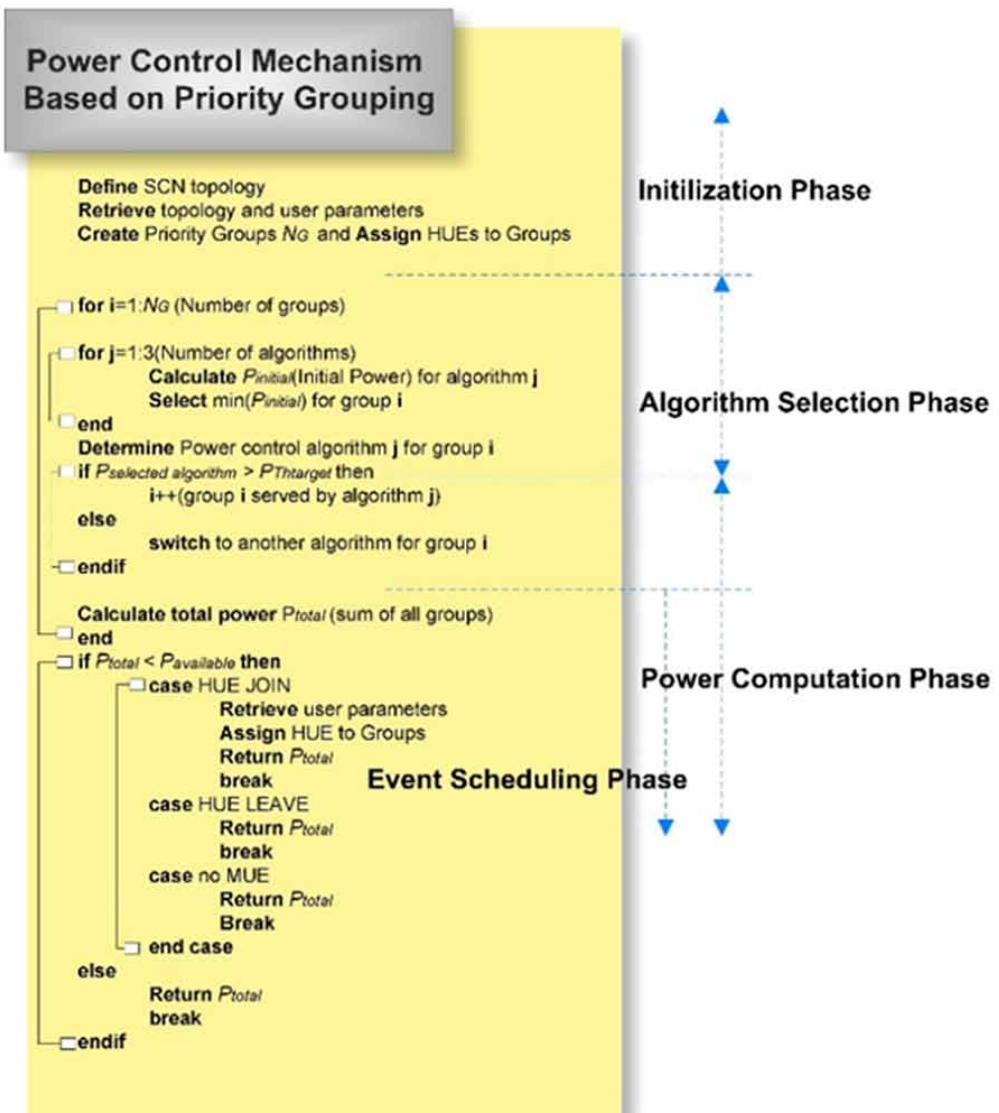 Power Control Mechanism
Based on Priority Grouping
Define SCN topology
Retrieve topology and user parameters
Create Priority Groups NG and Assign HUEs to Groups
Initilization Phase
for i=1:NG (Number of groups)
for j=1:3(Number of algorithms)
Calculate Pinitial(Initial Power) for algorithm j
Select min(Pinitial) for group i
end
Algorithm Selection Phase
Determine Power control algorithm j for group i
if Pselected algorithm > PThtarget then
i++(group i served by algorithm j)
else
switch to another algorithm for group i
endif
Calculate total power Ptotal (sum of all groups)
end
if Ptotal < Pavailable then
Power Computation Phase
case HUE JOIN
Retrieve user parameters
Assign HUE to Groups
Return Ptotal
break
Event Scheduling Phase
case HUE LEAVE
Return Ptotal
break
case no MUE
Return Ptotal
Break
end case
else
Return Ptotal
break
endif